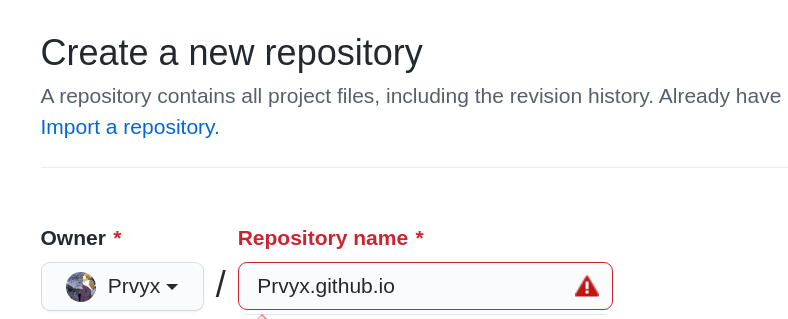 Create a new repository
A repository contains all project files, including the revision history. Already have
Import a repository.
Owner * Repository name *
Prvyx / Prvyx.github.io